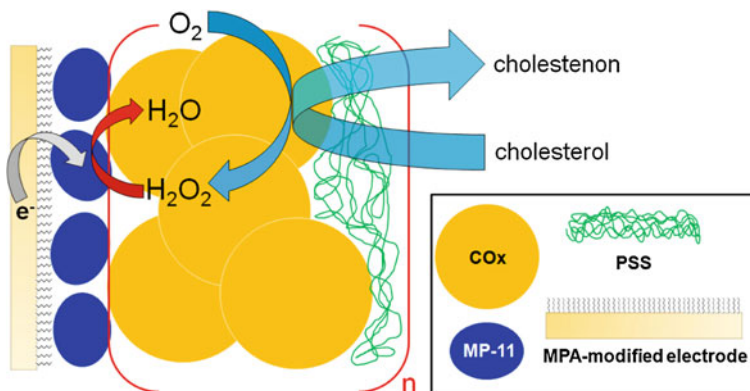 O₂
cholestenon
H₂O
cholesterol
H₂O₂
e⁻
COx
PSS
MP-11
MPA-modified electrode
n